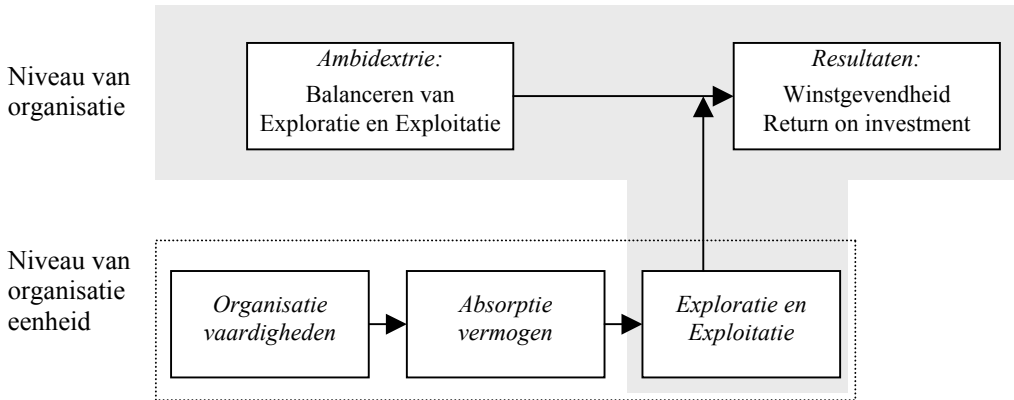 Niveau van
organisatie
Ambidextrie:
Balanceren van
Exploratie en Exploitatie
Resultaten:
Winstgevendheid
Return on investment
Niveau van
organisatie
eenheid
Organisatie
vaardigheden
Absorptie
vermogen
Exploratie en
Exploitatie